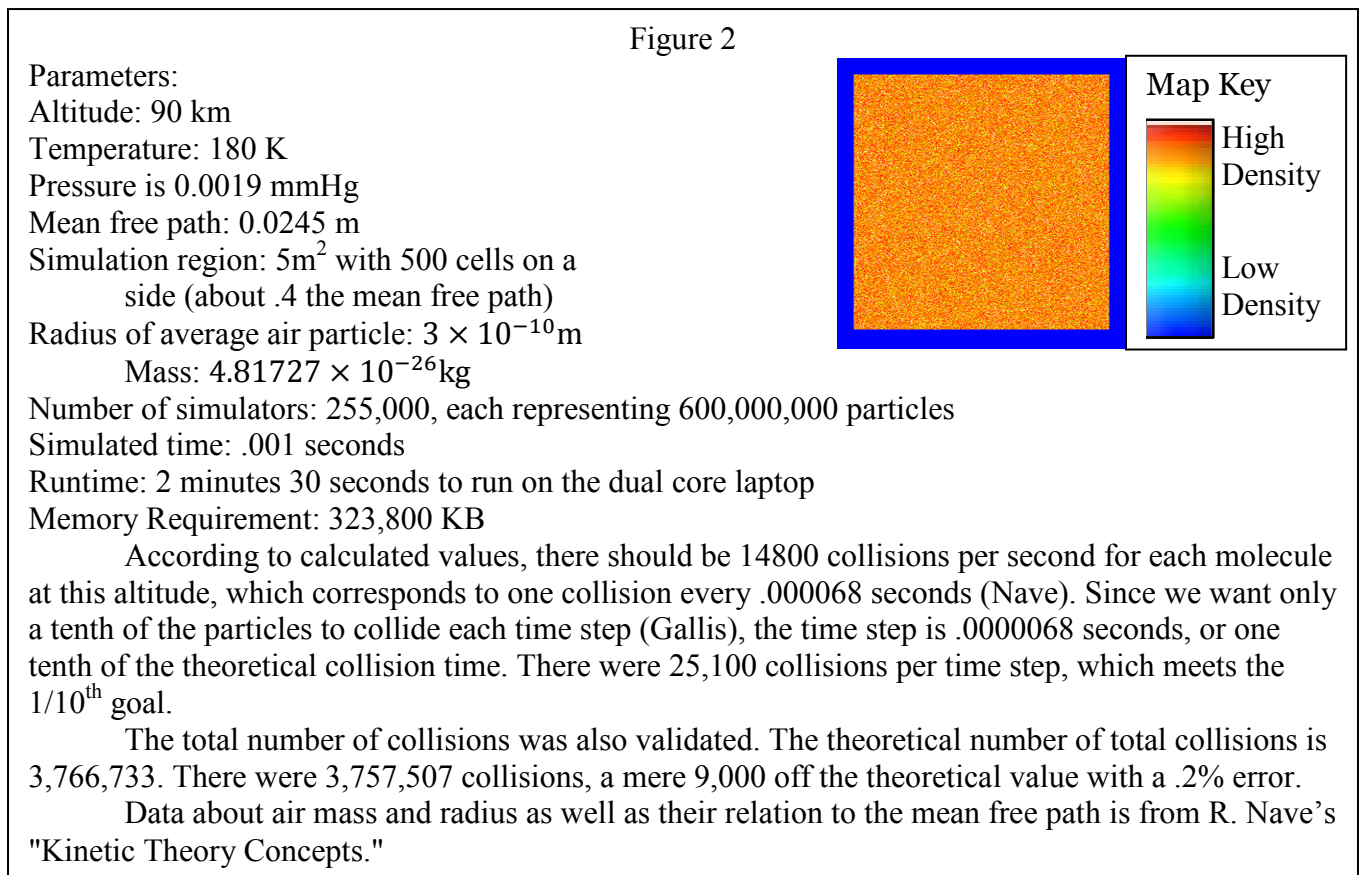 Figure 2
Parameters:
Altitude: 90 km
Temperature: 180 K
Pressure is 0.0019 mmHg
Mean free path: 0.0245 m
Simulation region: 5m² with 500 cells on a
side (about .4 the mean free path)
Radius of average air particle: 3 × 10⁻¹⁰m
Mass: 4.81727 × 10⁻²⁶kg
Number of simulators: 255,000, each representing 600,000,000 particles
Simulated time: .001 seconds
Runtime: 2 minutes 30 seconds to run on the dual core laptop
Memory Requirement: 323,800 KB
According to calculated values, there should be 14800 collisions per second for each molecule
at this altitude, which corresponds to one collision every .000068 seconds (Nave). Since we want only
a tenth of the particles to collide each time step (Gallis), the time step is .0000068 seconds, or one
tenth of the theoretical collision time. There were 25,100 collisions per time step, which meets the
1/10th goal.
The total number of collisions was also validated. The theoretical number of total collisions is
3,766,733. There were 3,757,507 collisions, a mere 9,000 off the theoretical value with a .2% error.
Data about air mass and radius as well as their relation to the mean free path is from R. Nave's
"Kinetic Theory Concepts."
Map Key
High
Density
Low
Density